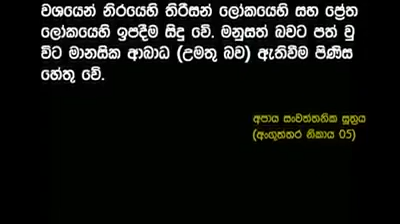 වශයෙන් නිරයෙහි තිරිසන් ලෝකයෙහි සහ ප්‍රේත
ලෝකයෙහි ඉපදීම සිදු වේ. මනුසත් බවට පත් වූ
විට මානසික ආබාධ (උමතු බව) ඇතිවීම පිණිස
හේතු වේ.
අපාය සංවත්තනික සූත්‍රය
(අංගුත්තර නිකාය 05)